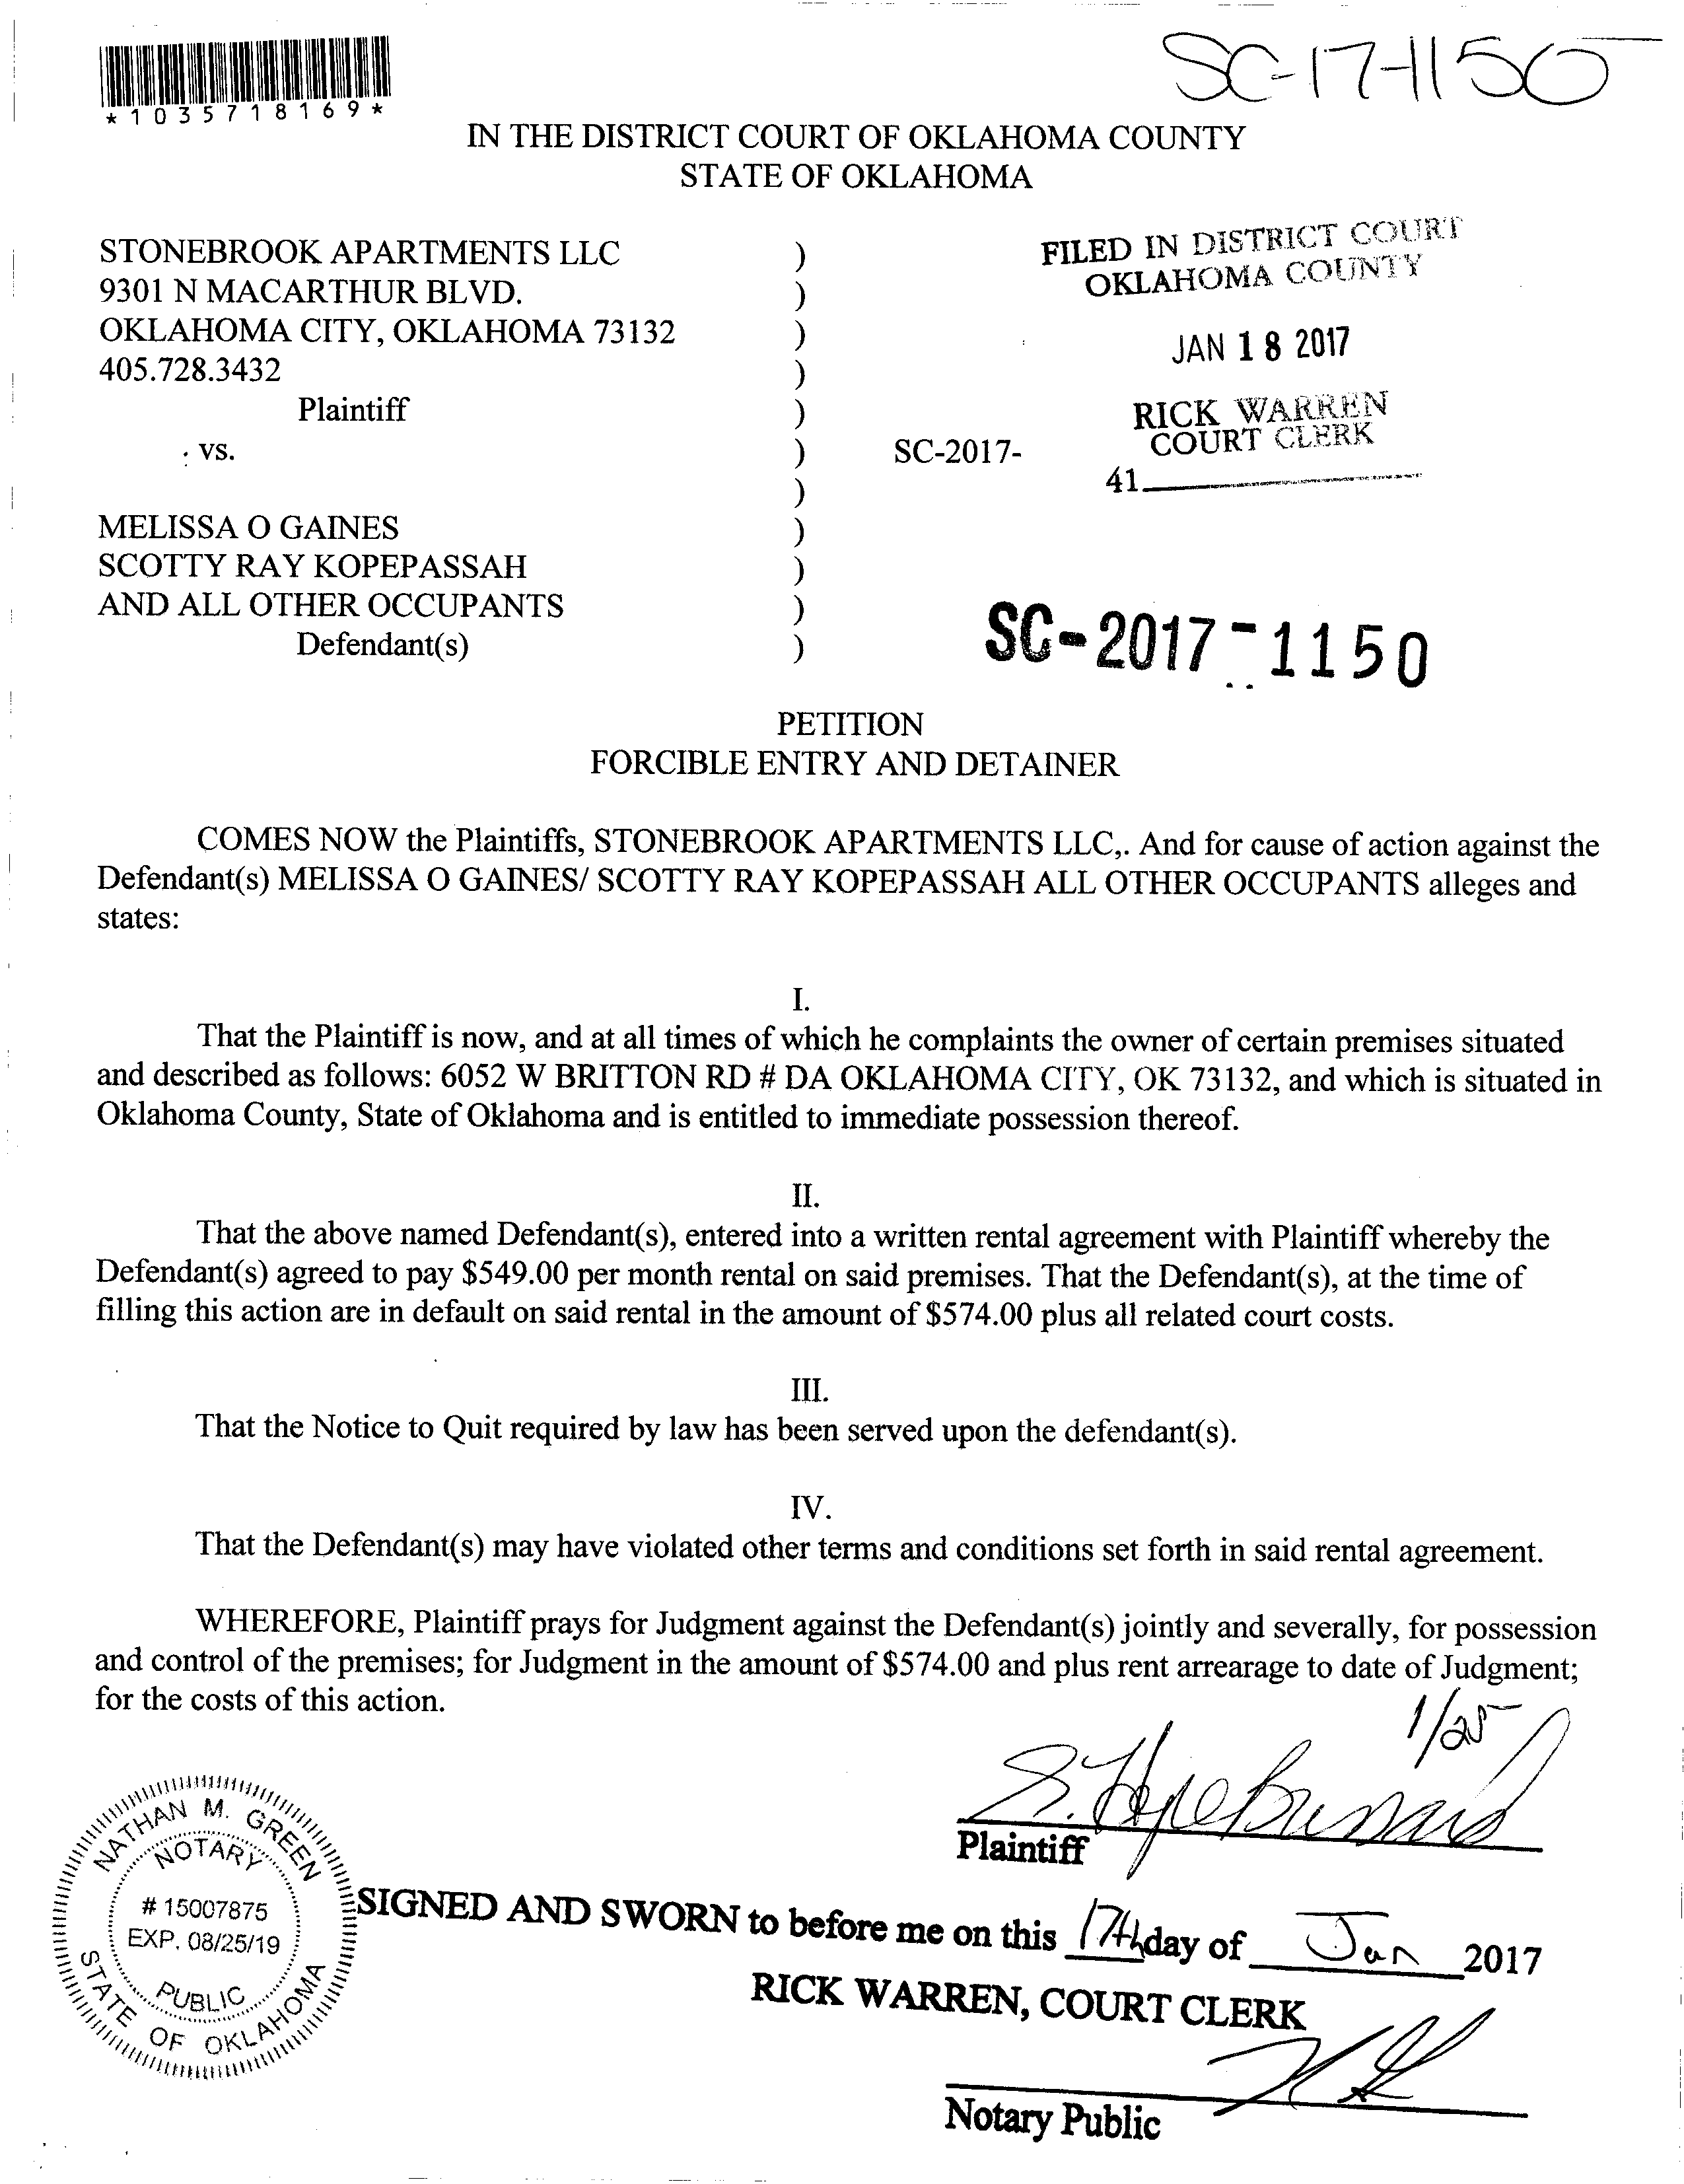 SC-17-1150
*1035718169*
IN THE DISTRICT COURT OF OKLAHOMA COUNTY
STATE OF OKLAHOMA
STONEBROOK APARTMENTS LLC )
9301 N MACARTHUR BLVD. )
OKLAHOMA CITY, OKLAHOMA 73132 )
405.728.3432 )
Plaintiff )
vs. ) SC-2017-
)
MELISSA O GAINES )
SCOTTY RAY KOPEPASSAH )
AND ALL OTHER OCCUPANTS )
Defendant(s) )
FILED IN DISTRICT COURT
OKLAHOMA COUNTY
JAN 18 2017
RICK WARREN
COURT CLERK
41
SC-2017-1150
PETITION
FORCIBLE ENTRY AND DETAINER
COMES NOW the Plaintiffs, STONEBROOK APARTMENTS LLC,. And for cause of action against the
Defendant(s) MELISSA O GAINES/ SCOTTY RAY KOPEPASSAH ALL OTHER OCCUPANTS alleges and
states:
I.
That the Plaintiff is now, and at all times of which he complaints the owner of certain premises situated
and described as follows: 6052 W BRITTON RD # DA OKLAHOMA CITY, OK 73132, and which is situated in
Oklahoma County, State of Oklahoma and is entitled to immediate possession thereof.
II.
That the above named Defendant(s), entered into a written rental agreement with Plaintiff whereby the
Defendant(s) agreed to pay $549.00 per month rental on said premises. That the Defendant(s), at the time of
filling this action are in default on said rental in the amount of $574.00 plus all related court costs.
III.
That the Notice to Quit required by law has been served upon the defendant(s).
IV.
That the Defendant(s) may have violated other terms and conditions set forth in said rental agreement.
WHEREFORE, Plaintiff prays for Judgment against the Defendant(s) jointly and severally, for possession
and control of the premises; for Judgment in the amount of $574.00 and plus rent arrearage to date of Judgment;
for the costs of this action.
1/25
Plaintiff
NATHAN M. GREEN
NOTARY
# 15007875
EXP. 08/25/19
PUBLIC
STATE OF OKLAHOMA
SIGNED AND SWORN to before me on this 17th day of Jan 2017
RICK WARREN, COURT CLERK
Notary Public